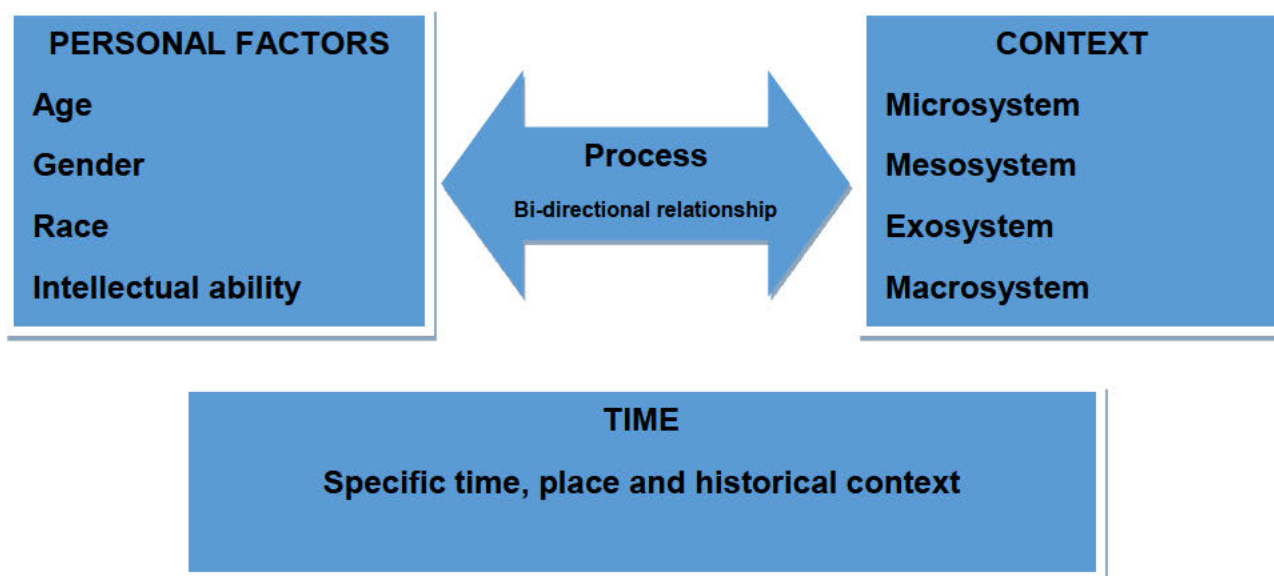 PERSONAL FACTORS
Age
Gender
Race
Intellectual ability
Process
Bi-directional relationship
CONTEXT
Microsystem
Mesosystem
Exosystem
Macrosystem
TIME
Specific time, place and historical context